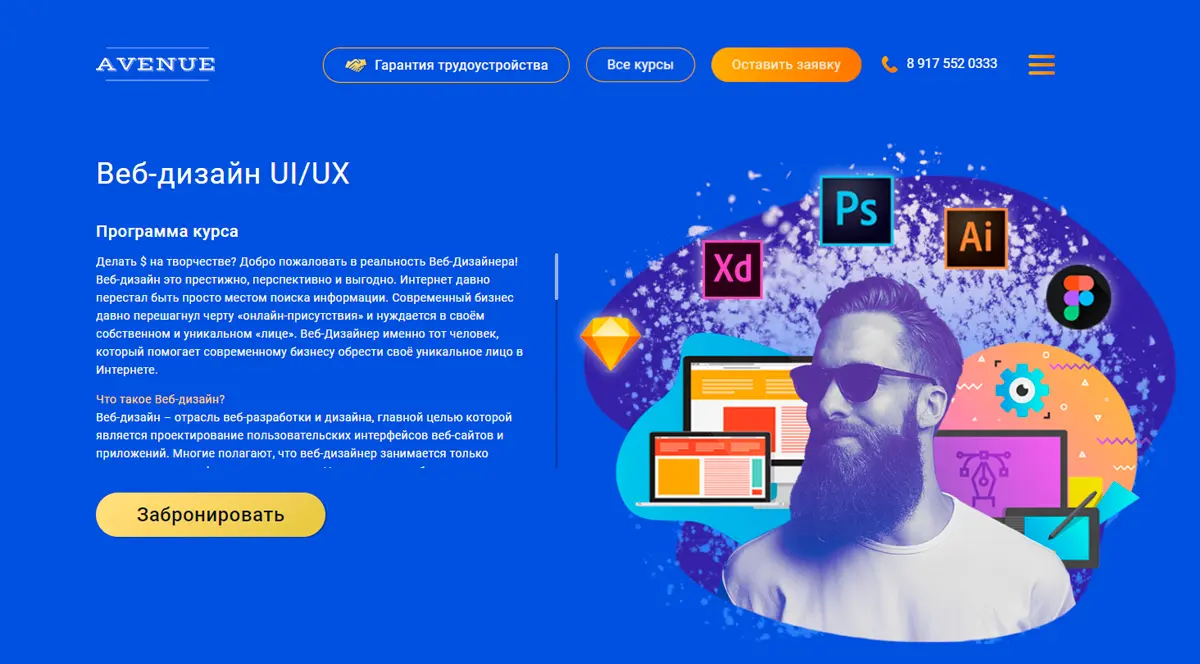 AVENUE
Гарантия трудоустройства
Все курсы
Оставить заявку
8 917 552 0333
Веб-дизайн UI/UX
Программа курса
Делать $ на творчестве? Добро пожаловать в реальность Веб-Дизайнера!
Веб-дизайн это престижно, перспективно и выгодно. Интернет давно
перестал быть просто местом поиска информации. Современный бизнес
давно перешагнул черту «онлайн-присутствия» и нуждается в своём
собственном и уникальном «лице». Веб-Дизайнер именно тот человек,
который помогает современному бизнесу обрести своё уникальное лицо в
Интернете.
Что такое Веб-дизайн?
Веб-дизайн – отрасль веб-разработки и дизайна, главной целью которой
является проектирование пользовательских интерфейсов веб-сайтов и
приложений. Многие полагают, что веб-дизайнер занимается только
Забронировать
Ps
Ai
Xd